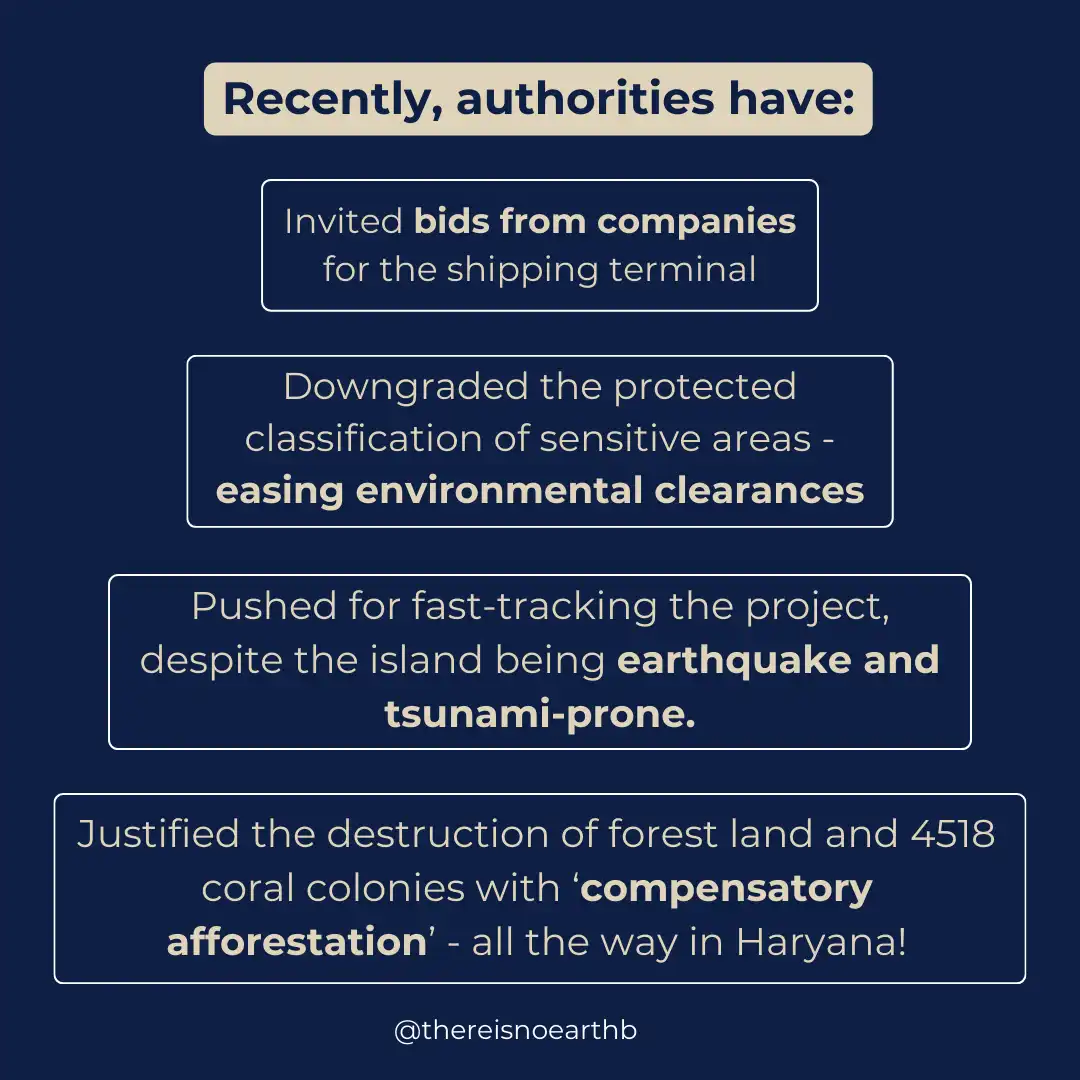 Recently, authorities have:
Invited bids from companies
for the shipping terminal
Downgraded the protected
classification of sensitive areas -
easing environmental clearances
Pushed for fast-tracking the project,
despite the island being earthquake and
tsunami-prone.
Justified the destruction of forest land and 4518
coral colonies with ‘compensatory
afforestation’ - all the way in Haryana!
@thereisnoearthb